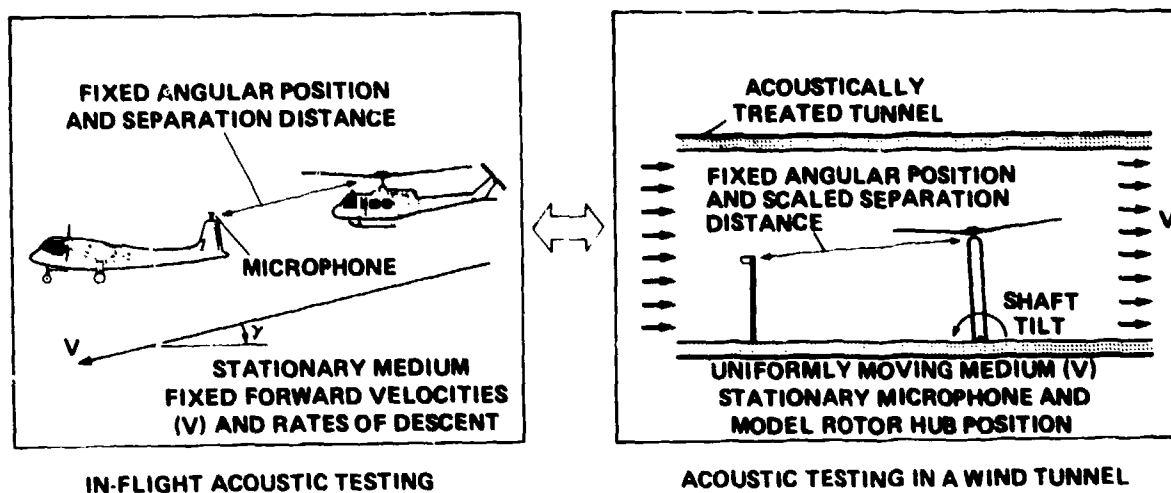 FIXED ANGULAR POSITION
AND SEPARATION DISTANCE
MICROPHONE
V
γ
STATIONARY MEDIUM
FIXED FORWARD VELOCITIES
(V) AND RATES OF DESCENT
IN-FLIGHT ACOUSTIC TESTING
ACOUSTICALLY
TREATED TUNNEL
FIXED ANGULAR POSITION
AND SCALED SEPARATION
DISTANCE
V
SHAFT
TILT
UNIFORMLY MOVING MEDIUM (V)
STATIONARY MICROPHONE AND
MODEL ROTOR HUB POSITION
ACOUSTIC TESTING IN A WIND TUNNEL